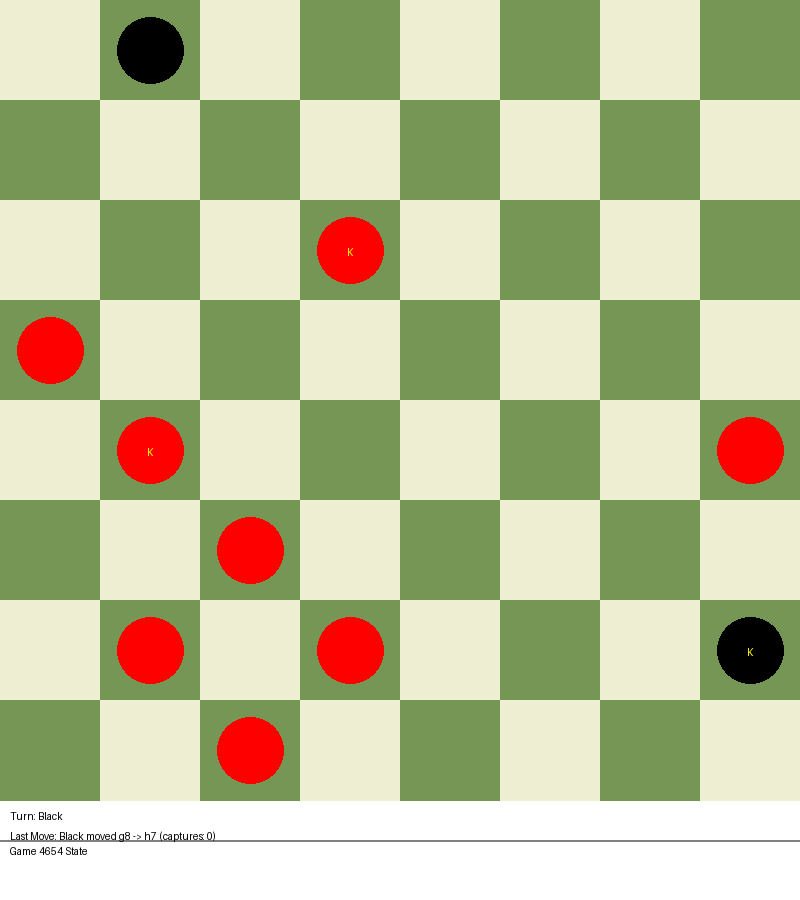 K
K
K
Turn: Black
Last Move: Black moved g8 -> h7 (captures: 0)
Game 4654 State